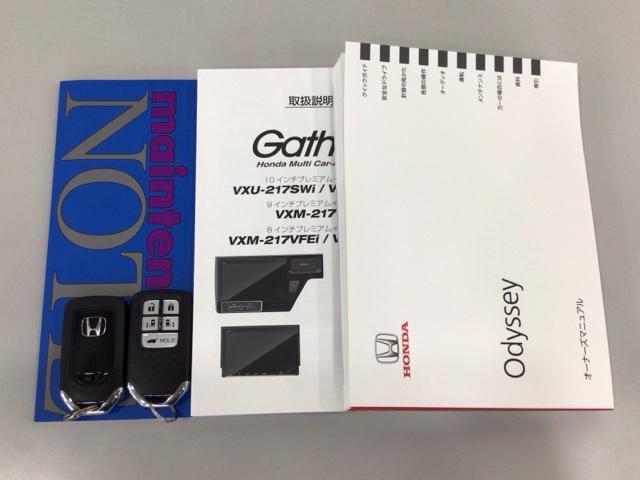 mainten
NOTE
取扱説明
Gath
Honda Multi Car-A
10インチプレミアムイ
VXU-217SWi / V
9インチプレミアムイ
VXM-217
8インチプレミアムイ
VXM-217VFEi / V
HOLD
クイックガイド
安全なドライブ
計器の見かた
各部の操作
オーディオ
運転
メンテナンス
万一の場合には
資料
索引
HONDA
Odyssey
オーナーズマニュアル